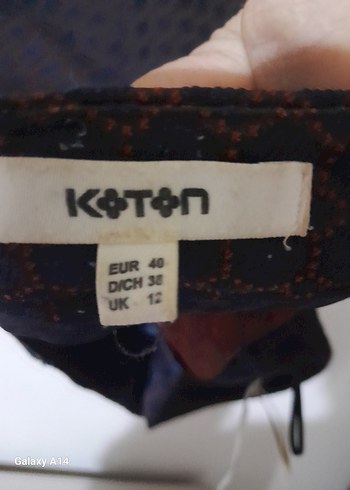 KOTON
EUR 40
D/CH 38
UK 12
Galaxy A14